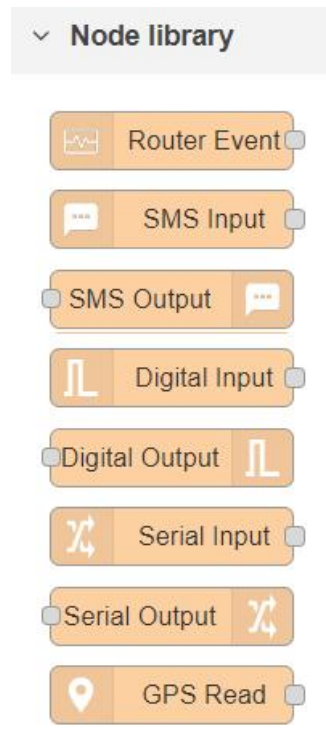 Node library
Router Event
SMS Input
SMS Output
Digital Input
Digital Output
Serial Input
Serial Output
GPS Read